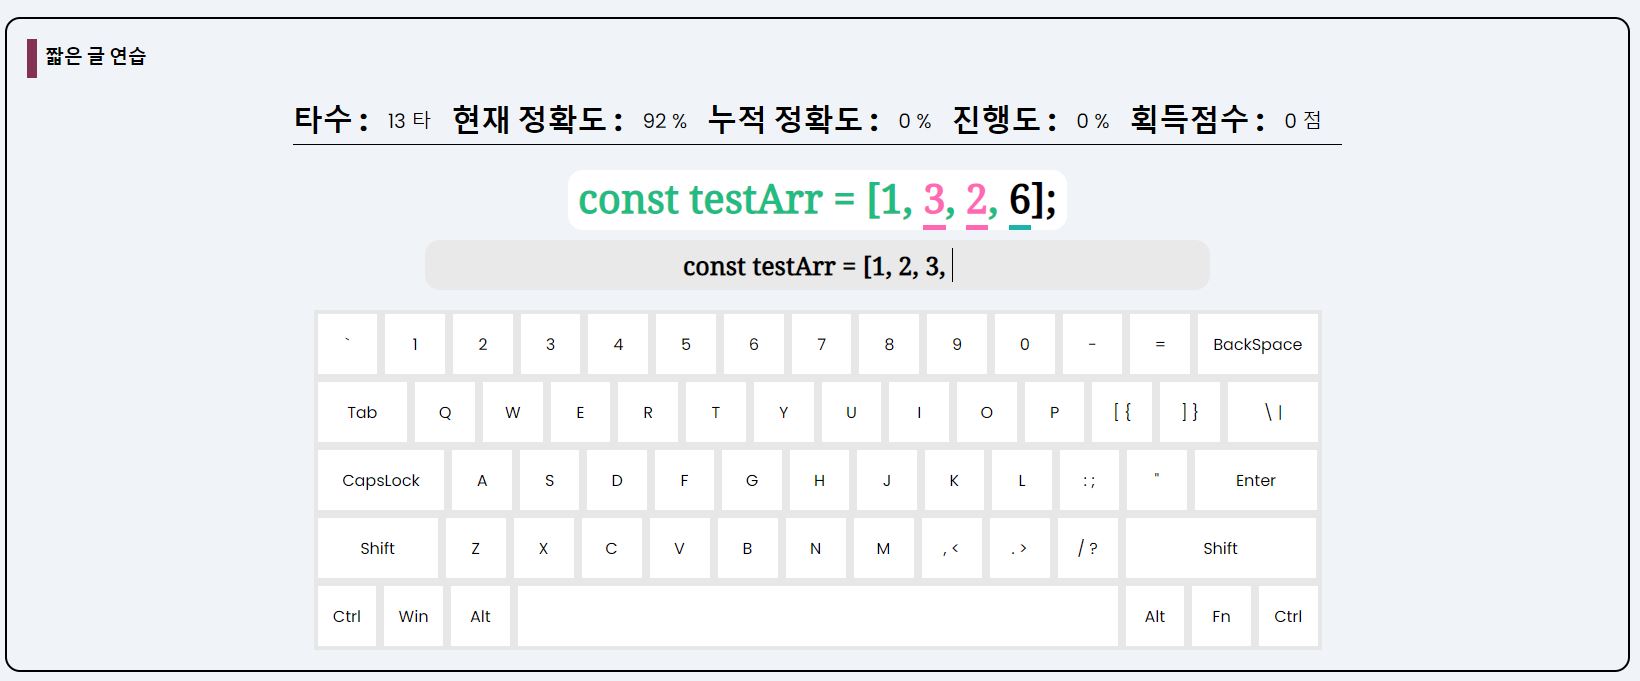 짧은 글 연습
타수 : 13 타 현재 정확도 : 92 % 누적 정확도 : 0 % 진행도 : 0 % 획득점수 : 0 점
const testArr = [1, 3, 2, 6];
const testArr = [1, 2, 3,
` 1 2 3 4 5 6 7 8 9 0 - = BackSpace
Tab Q W E R T Y U I O P [ { ] } \ |
CapsLock A S D F G H J K L : ; " Enter
Shift Z X C V B N M , < . > / ? Shift
Ctrl Win Alt Alt Fn Ctrl